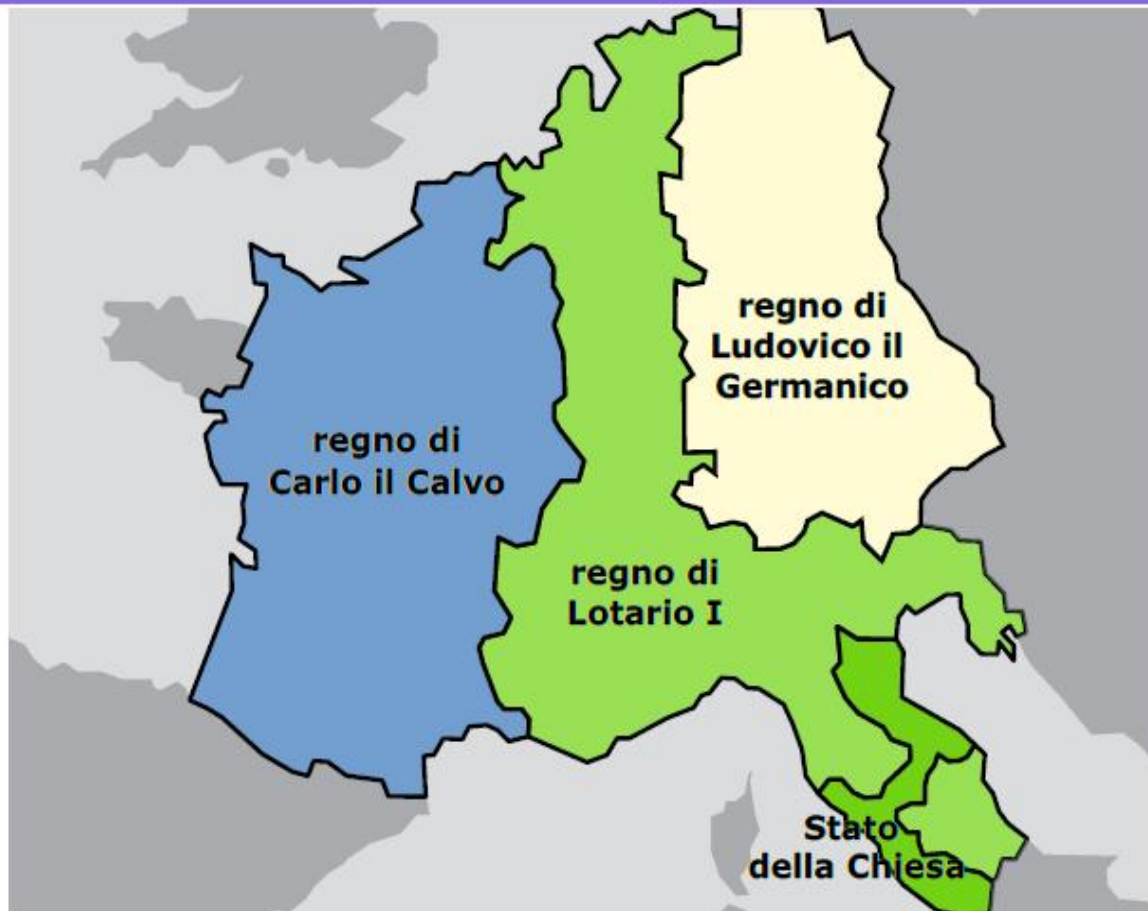 regno di
Ludovico il
Germanico
regno di
Carlo il Calvo
regno di
Lotario I
Stato
della Chiesa